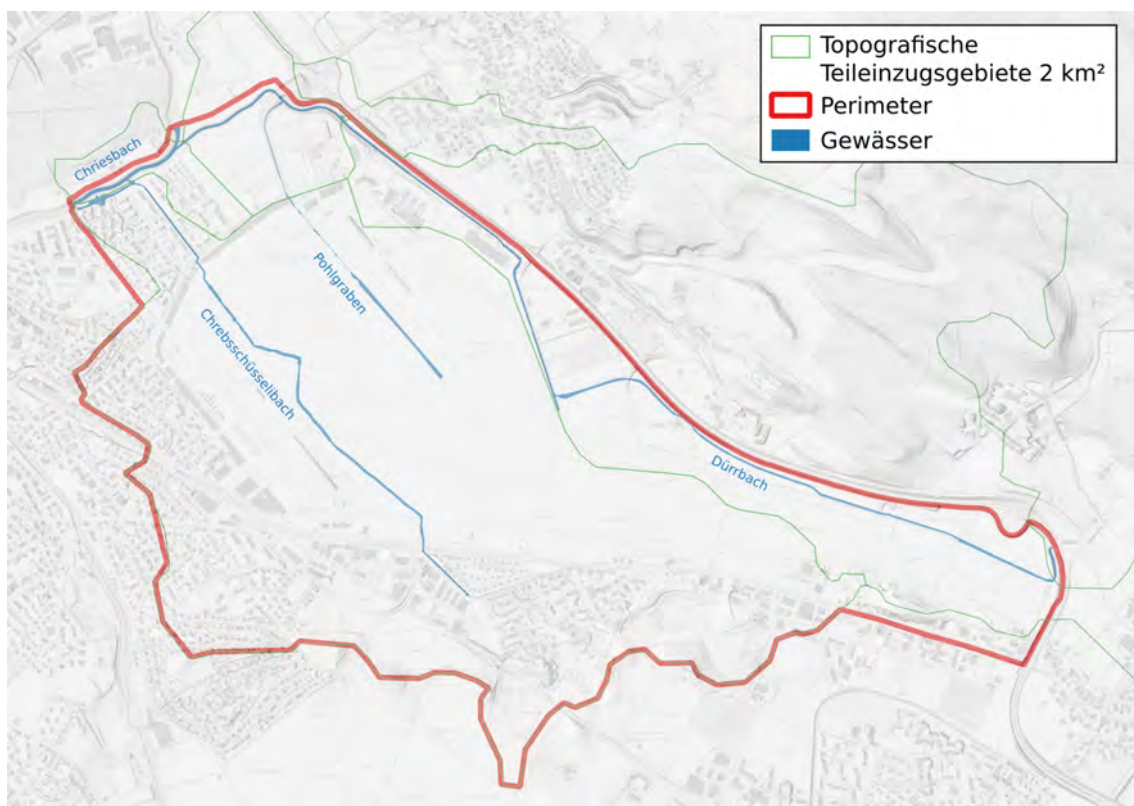 Topografische
Teileinzugsgebiete 2 km²
Perimeter
Gewässer
Chriesbach
Pohlgraben
Chrebsschüsselibach
Dürrbach